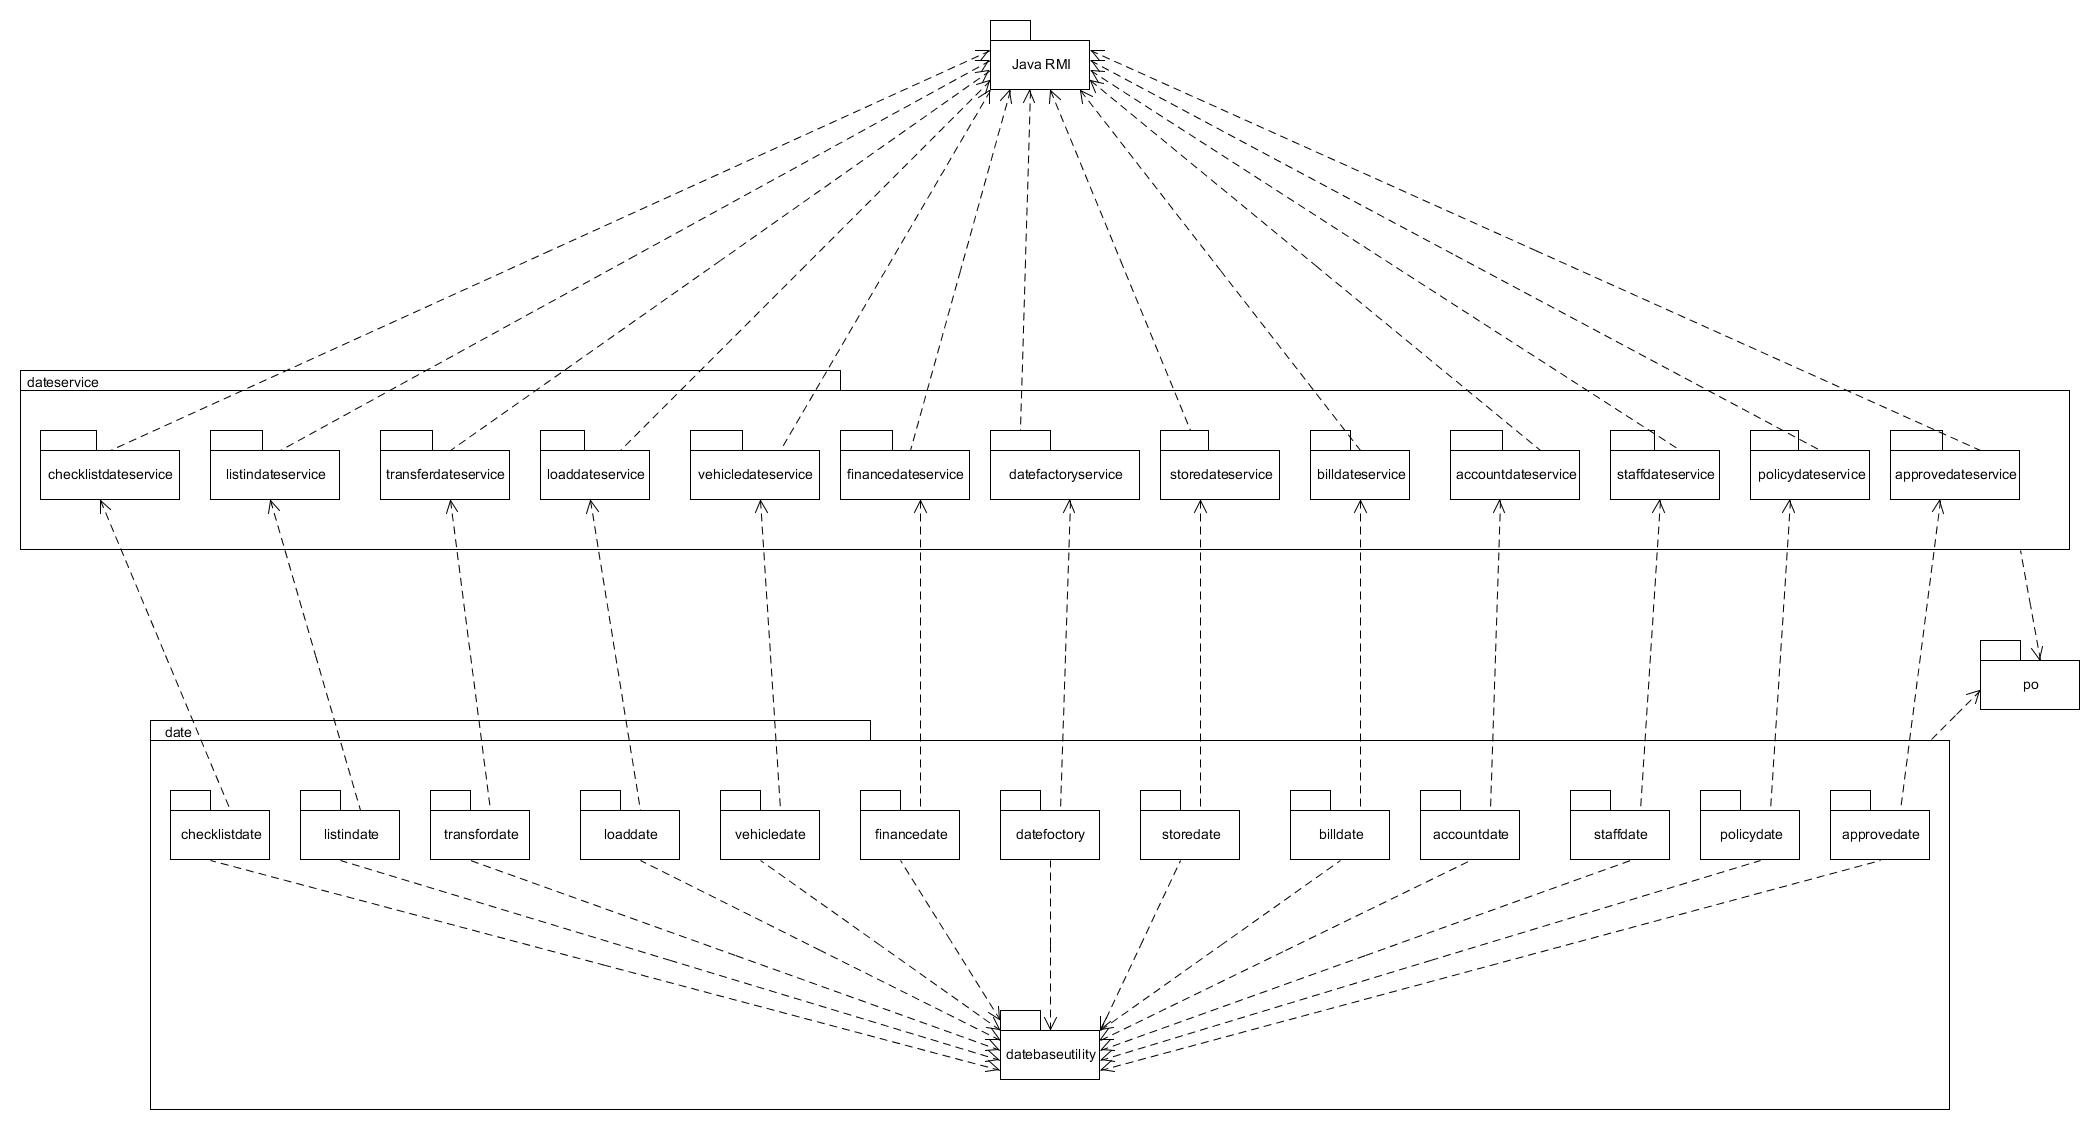 Java RMI
dateservice
checklistdateservice
listindateservice
transferdateservice
loaddateservice
vehicledateservice
financedateservice
datefactoryservice
storedateservice
billdateservice
accountdateservice
staffdateservice
policydateservice
approvedateservice
po
date
checklistdate
listindate
transfordate
loaddate
vehicledate
financedate
datefoctory
storedate
billdate
accountdate
staffdate
policydate
approvedate
datebaseutility